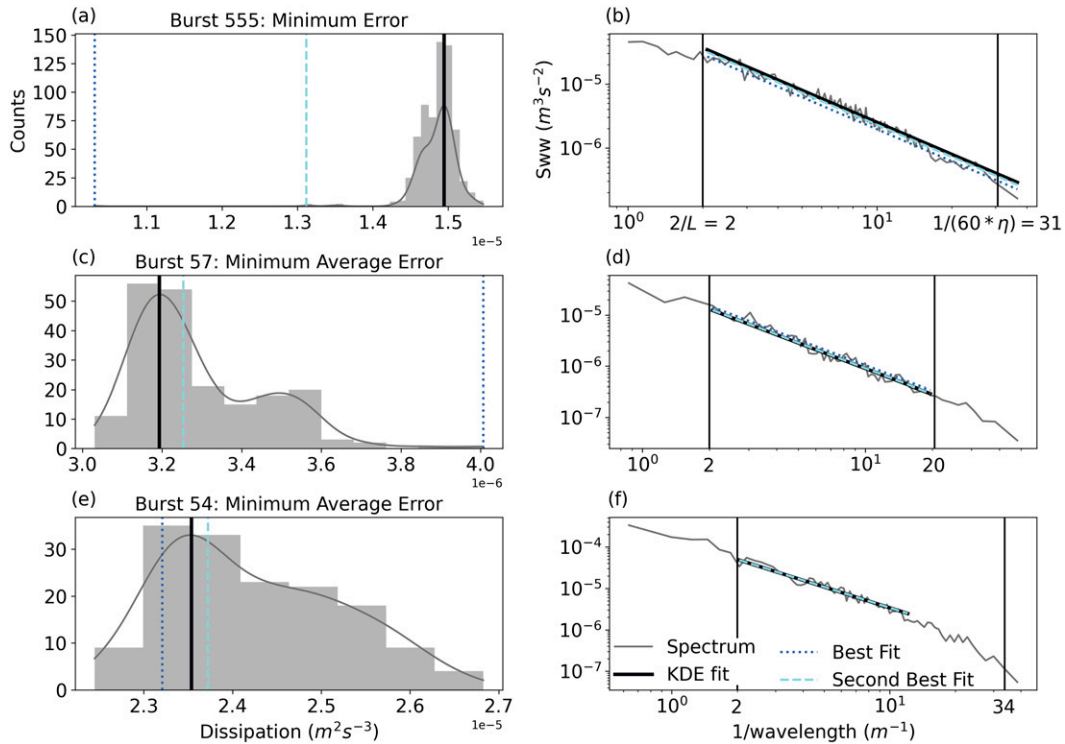 (a)
Burst 555: Minimum Error
Counts
150
125
100
75
50
25
0
1.1
1.2
1.3
1.4
1.5
1e-5
(b)
Sww (m³s⁻²)
10⁻⁵
10⁻⁶
10⁰
10¹
2/L = 2
1/(60 * η) = 31
(c)
Burst 57: Minimum Average Error
50
40
30
20
10
0
3.0
3.2
3.4
3.6
3.8
4.0
1e-6
(d)
10⁻⁵
10⁻⁶
10⁻⁷
10⁰
2
10¹
20
(e)
Burst 54: Minimum Average Error
30
20
10
0
2.3
2.4
2.5
2.6
2.7
1e-5
Dissipation (m²s⁻³)
(f)
10⁻⁴
10⁻⁵
10⁻⁶
10⁻⁷
Spectrum
KDE fit
Best Fit
Second Best Fit
10⁰
2
10¹
34
1/wavelength (m⁻¹)